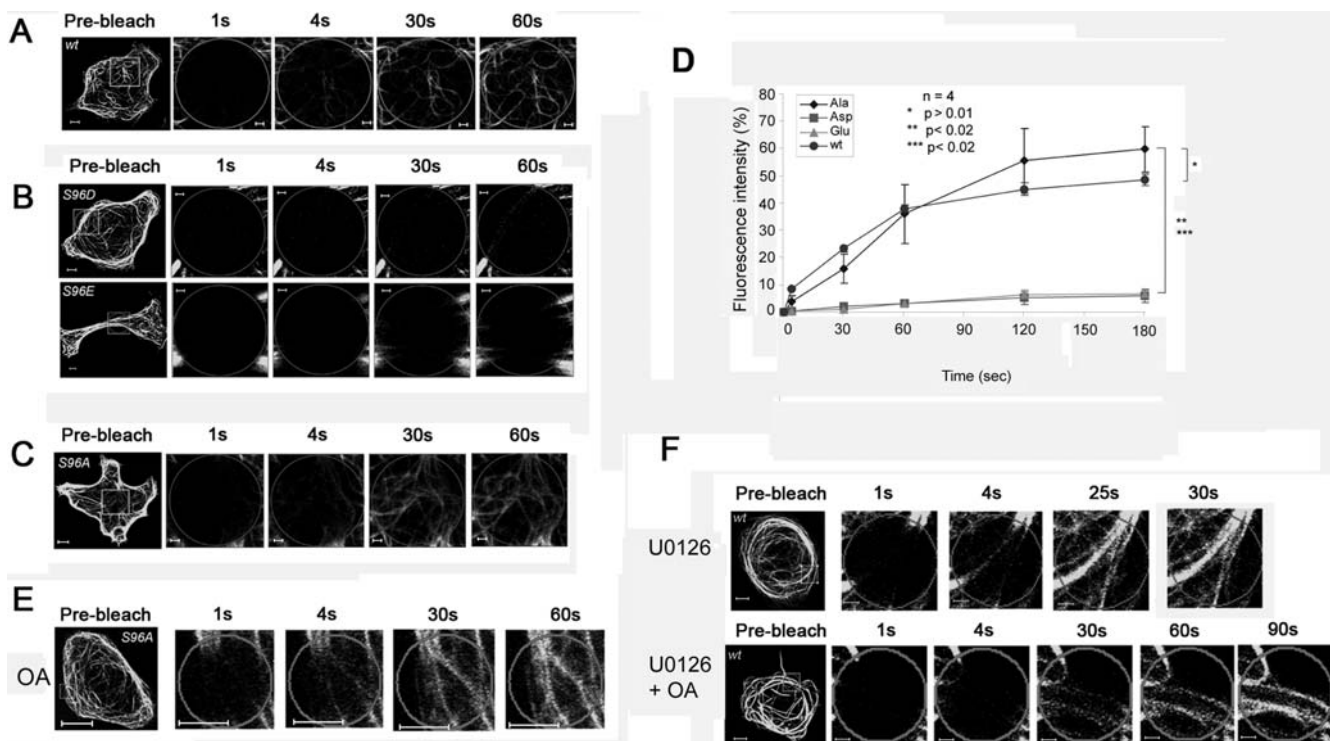 A
Pre-bleach 1s 4s 30s 60s
wt
B
Pre-bleach 1s 4s 30s 60s
S96D
S96E
C
Pre-bleach 1s 4s 30s 60s
S96A
D
Fluorescence intensity (%)
80
70
60
50
40
30
20
10
0
Ala
Asp
Glu
wt
n = 4
* p> 0.01
** p< 0.02
*** p< 0.02
*
**
***
0 30 60 90 120 150 180
Time (sec)
E
Pre-bleach 1s 4s 30s 60s
OA
S96A
F
Pre-bleach 1s 4s 25s 30s
U0126
wt
Pre-bleach 1s 4s 30s 60s 90s
U0126
+ OA
wt